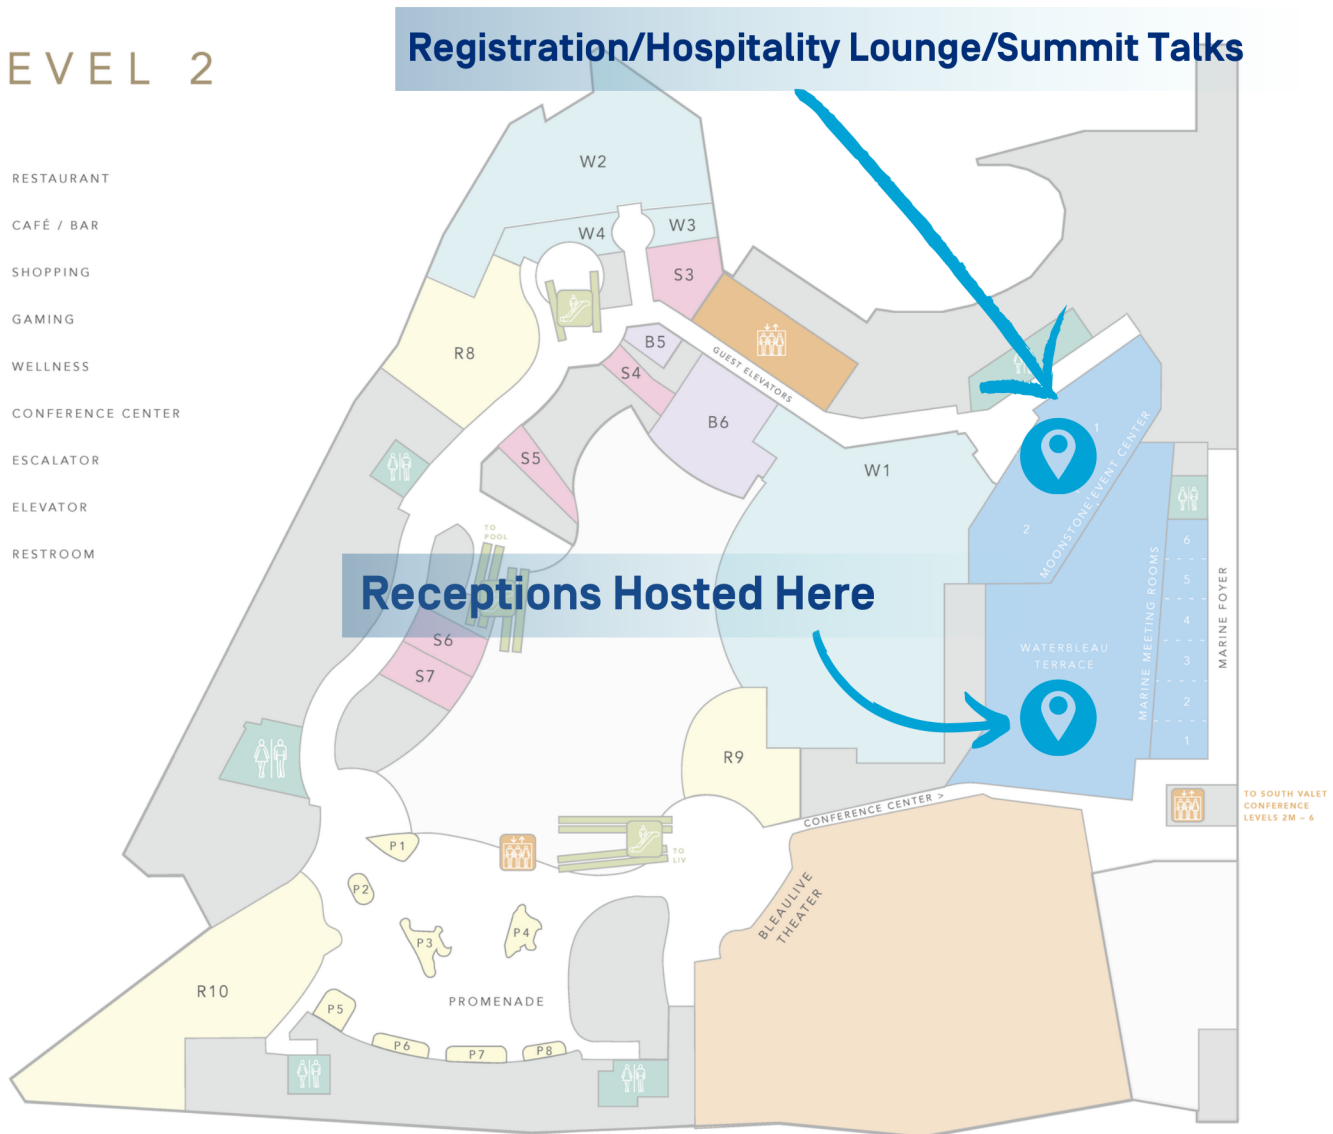 Registration/Hospitality Lounge/Summit Talks
EVEL 2
RESTAURANT
CAFÉ / BAR
SHOPPING
GAMING
WELLNESS
CONFERENCE CENTER
ESCALATOR
ELEVATOR
RESTROOM
W2
W4
W3
S3
R8
B5
S4
GUEST ELEVATORS
B6
S5
W1
1
2
MOONSTONE EVENT CENTER
TO
POOL
Receptions Hosted Here
S6
S7
WATERBLEAU
TERRACE
MARINE MEETING ROOMS
6
5
4
3
2
1
MARINE FOYER
R9
CONFERENCE CENTER >
TO SOUTH VALET
CONFERENCE
LEVELS 2M – 6
TO
LIV
P1
P2
P3
P4
BLEAULIVE
THEATER
R10
PROMENADE
P5
P6
P7
P8